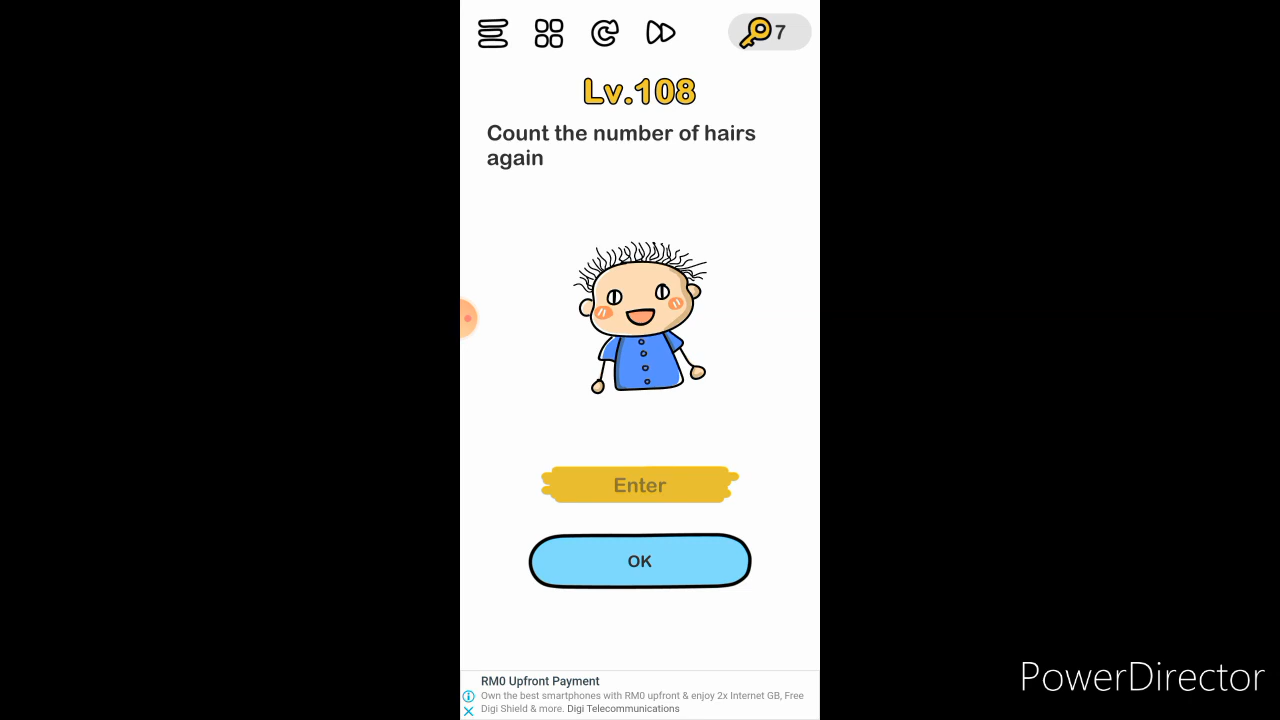 7
Lv.108
Count the number of hairs
again
Enter
OK
RM0 Upfront Payment
Own the best smartphones with RM0 upfront & enjoy 2x Internet GB, Free
Digi Shield & more. Digi Telecommunications
PowerDirector